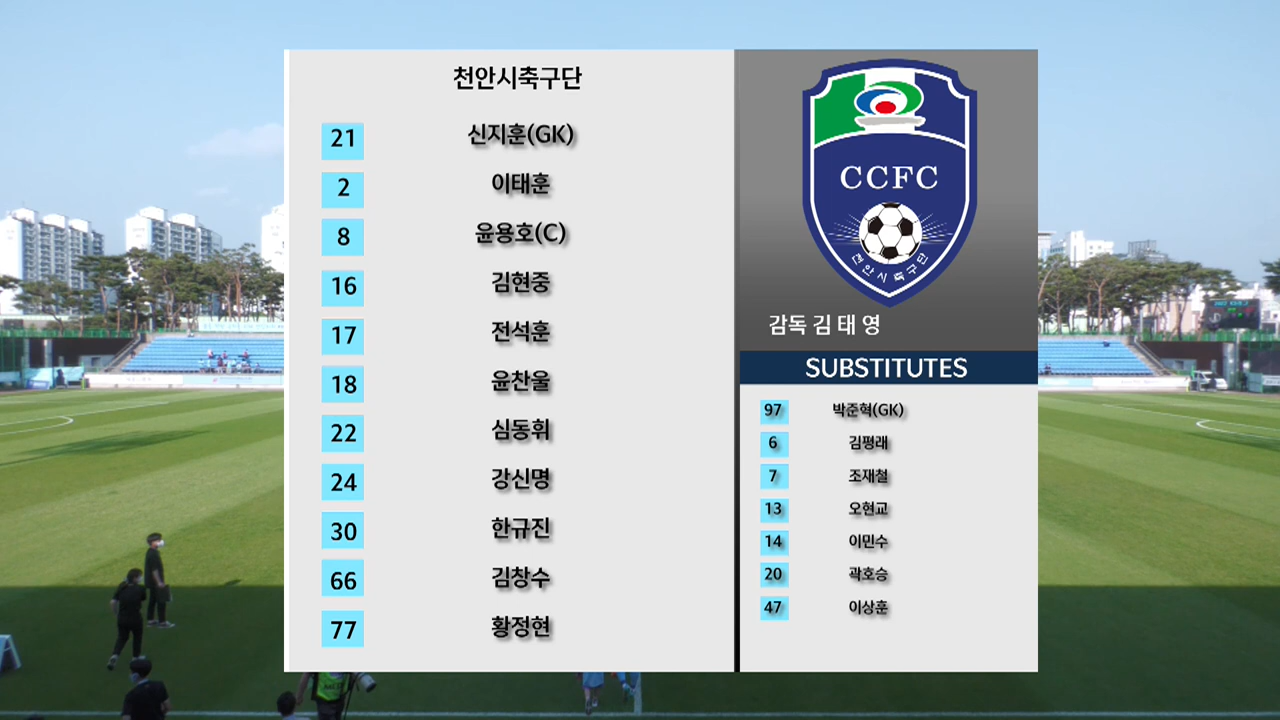 천안시축구단
21 신지훈(GK)
2 이태훈
8 윤용호(C)
16 김현중
17 전석훈
18 윤찬울
22 심동휘
24 강신명
30 한규진
66 김창수
77 황정현
CCFC
천안시축구단
감독 김 태 영
SUBSTITUTES
97 박준혁(GK)
6 김평래
7 조재철
13 오현교
14 이민수
20 곽호승
47 이상훈